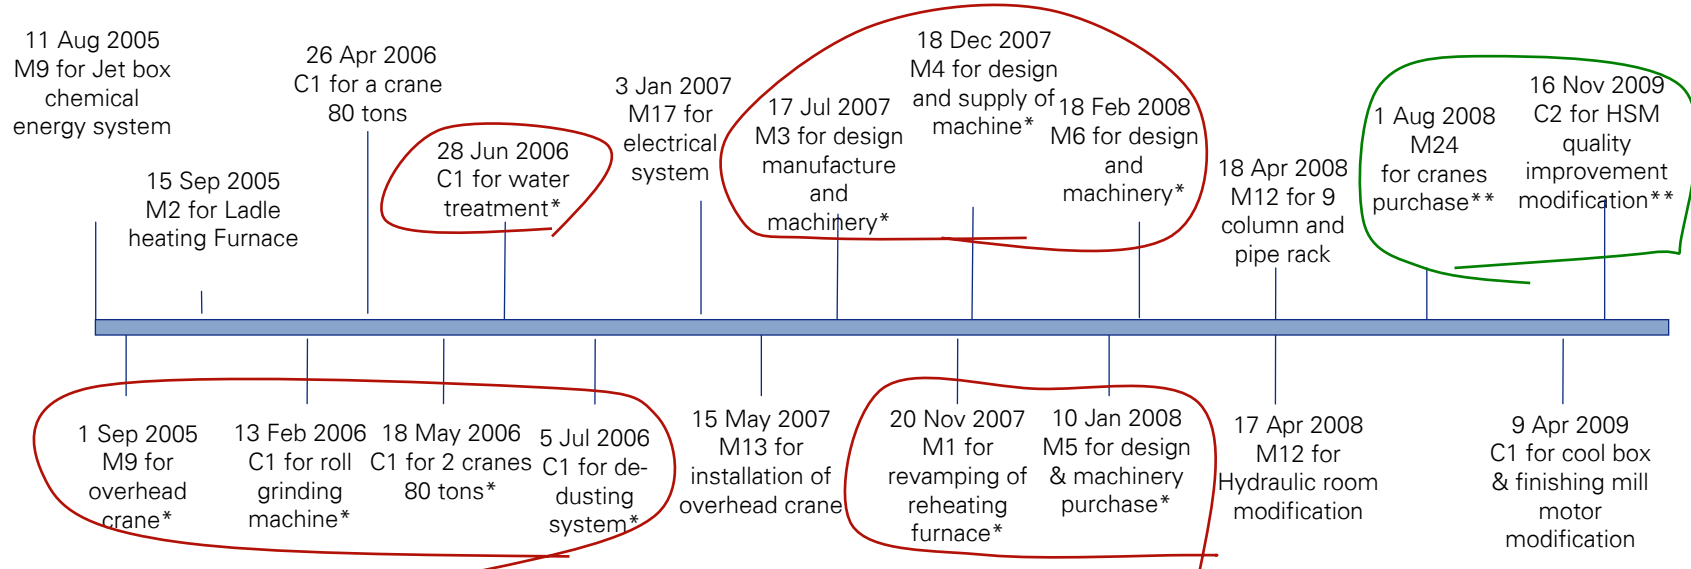 11 Aug 2005
M9 for Jet box
chemical
energy system
15 Sep 2005
M2 for Ladle
heating Furnace
26 Apr 2006
C1 for a crane
80 tons
28 Jun 2006
C1 for water
treatment*
3 Jan 2007
M17 for
electrical
system
17 Jul 2007
M3 for design
manufacture
and
machinery*
18 Dec 2007
M4 for design
and supply of
machine*
18 Feb 2008
M6 for design
and
machinery*
18 Apr 2008
M12 for 9
column and
pipe rack
1 Aug 2008
M24
for cranes
purchase**
16 Nov 2009
C2 for HSM
quality
improvement
modification**
1 Sep 2005
M9 for
overhead
crane*
13 Feb 2006
C1 for roll
grinding
machine*
18 May 2006
C1 for 2 cranes
80 tons*
5 Jul 2006
C1 for de-
dusting
system*
15 May 2007
M13 for
installation of
overhead crane
20 Nov 2007
M1 for
revamping of
reheating
furnace*
10 Jan 2008
M5 for design
& machinery
purchase*
17 Apr 2008
M12 for
Hydraulic room
modification
9 Apr 2009
C1 for cool box
& finishing mill
motor
modification